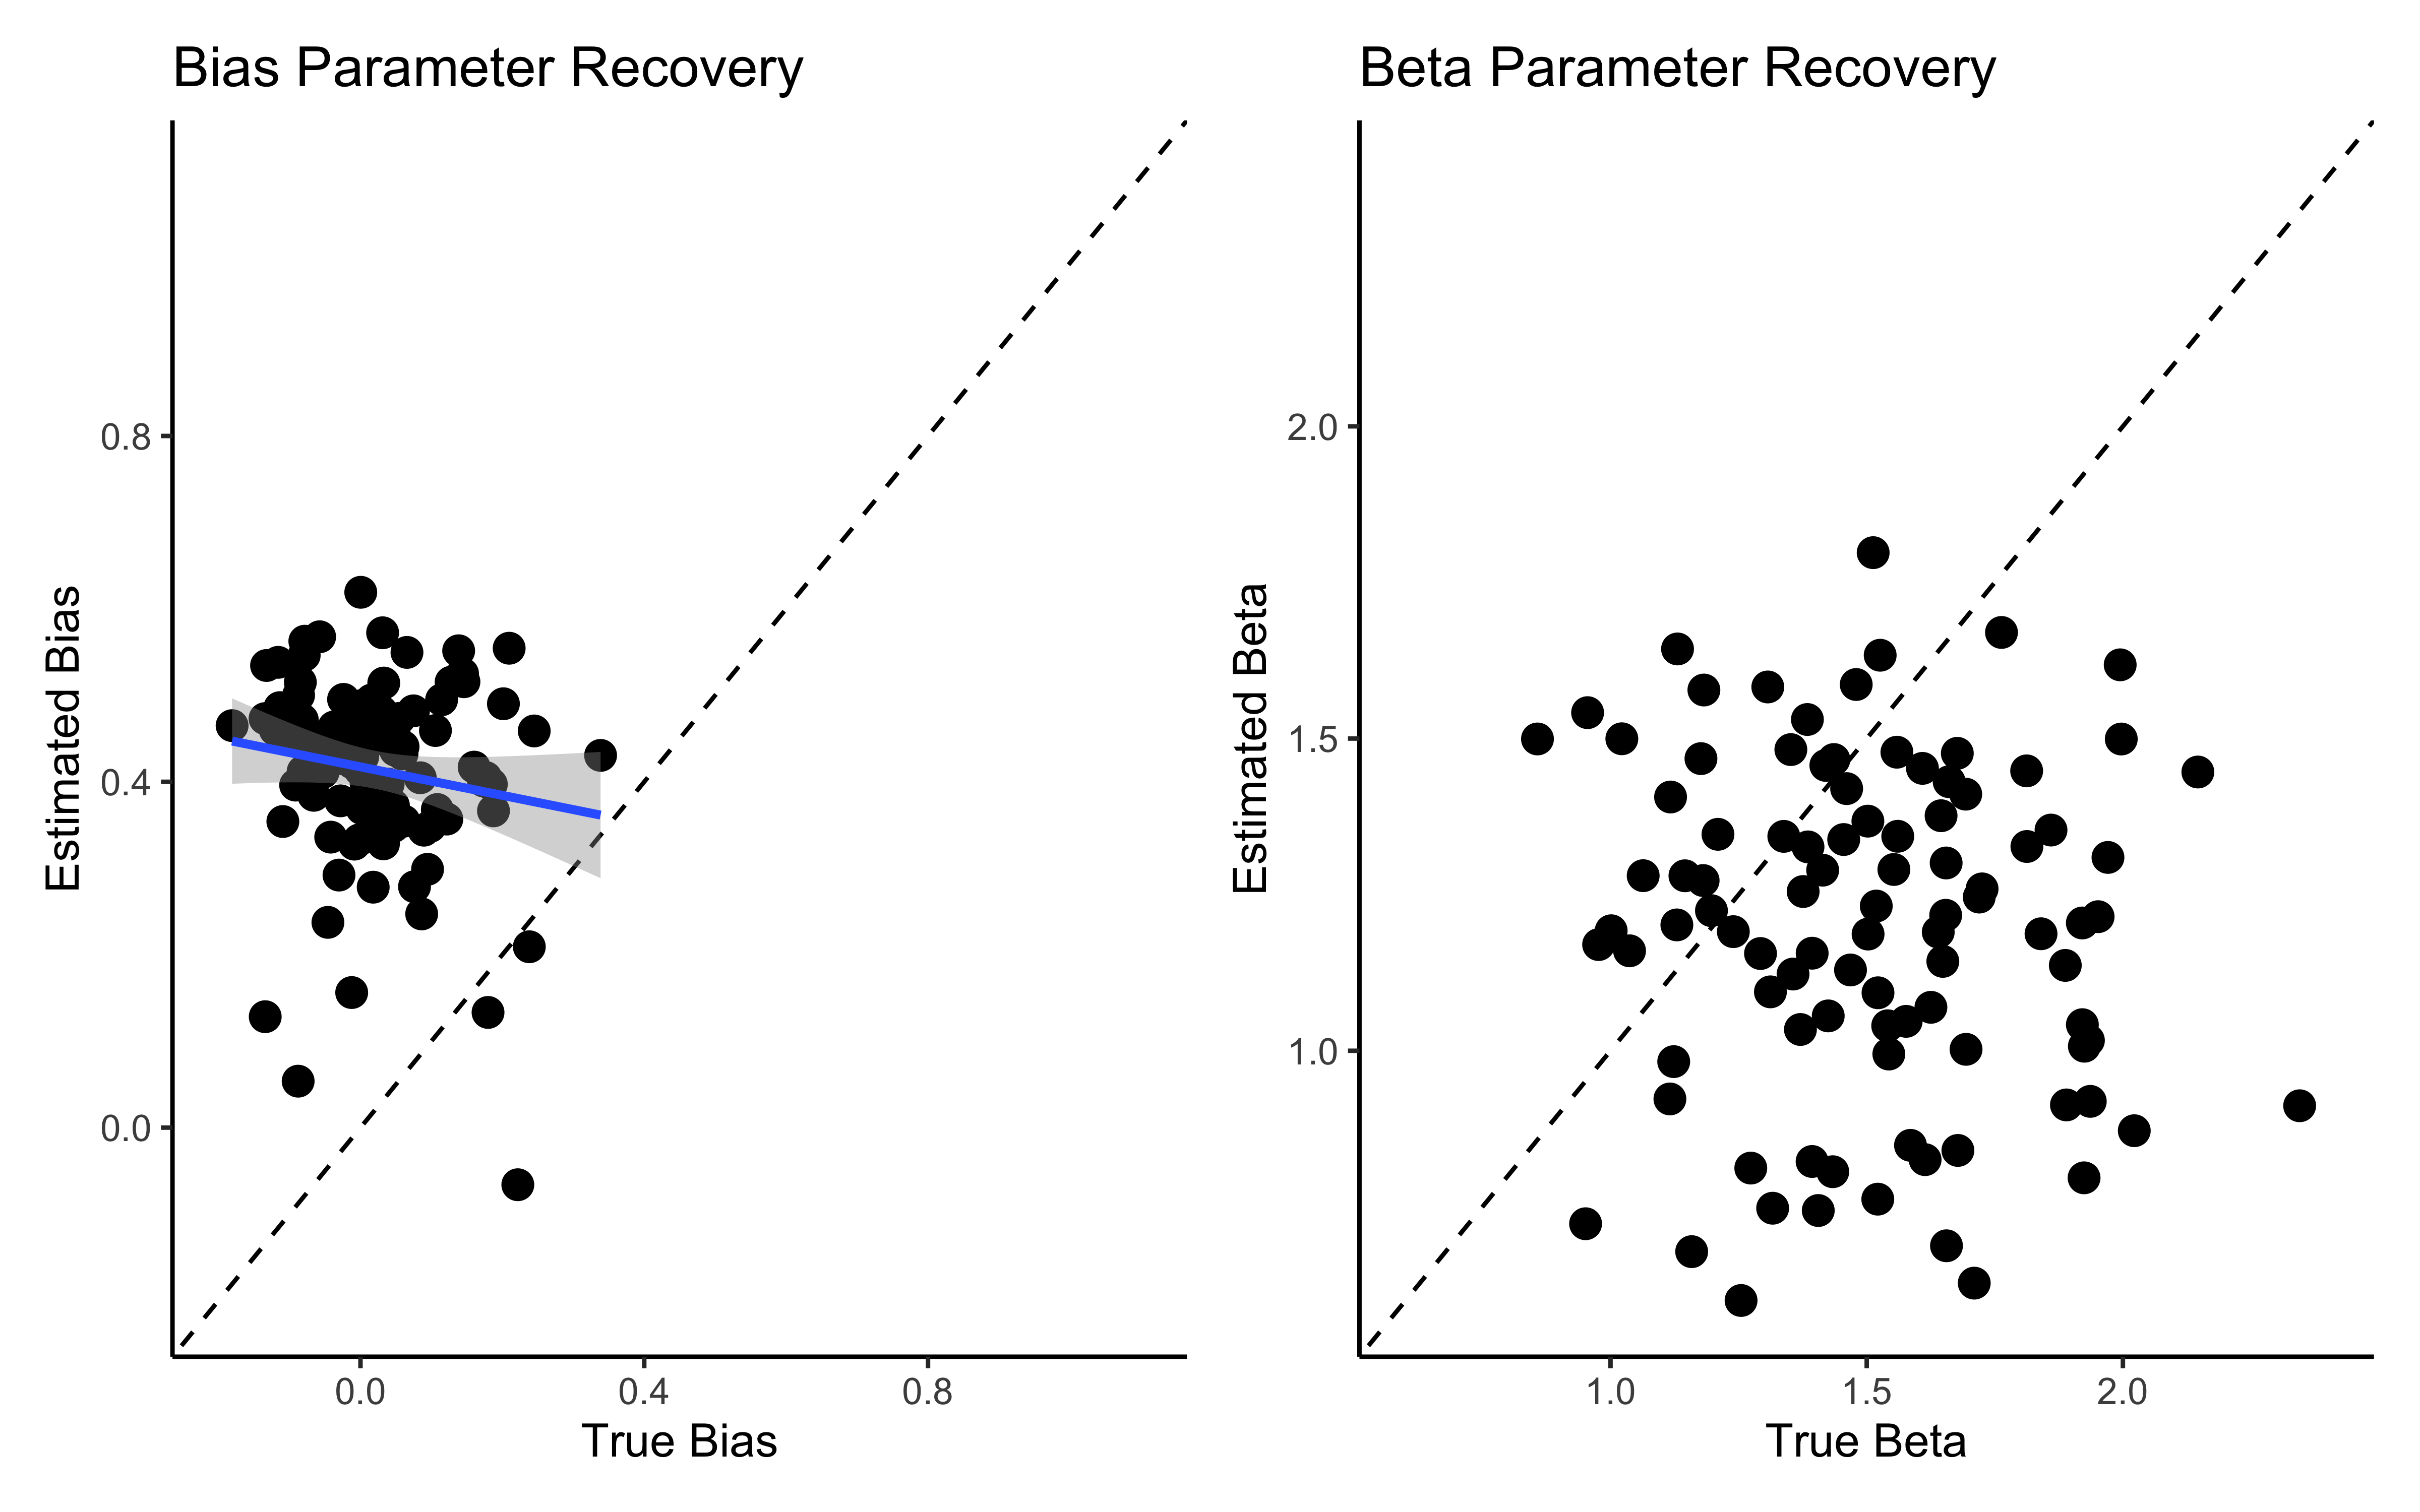 Bias Parameter Recovery
Estimated Bias
0.8
0.4
0.0
0.0 0.4 0.8
True Bias
Beta Parameter Recovery
Estimated Beta
2.0
1.5
1.0
1.0 1.5 2.0
True Beta